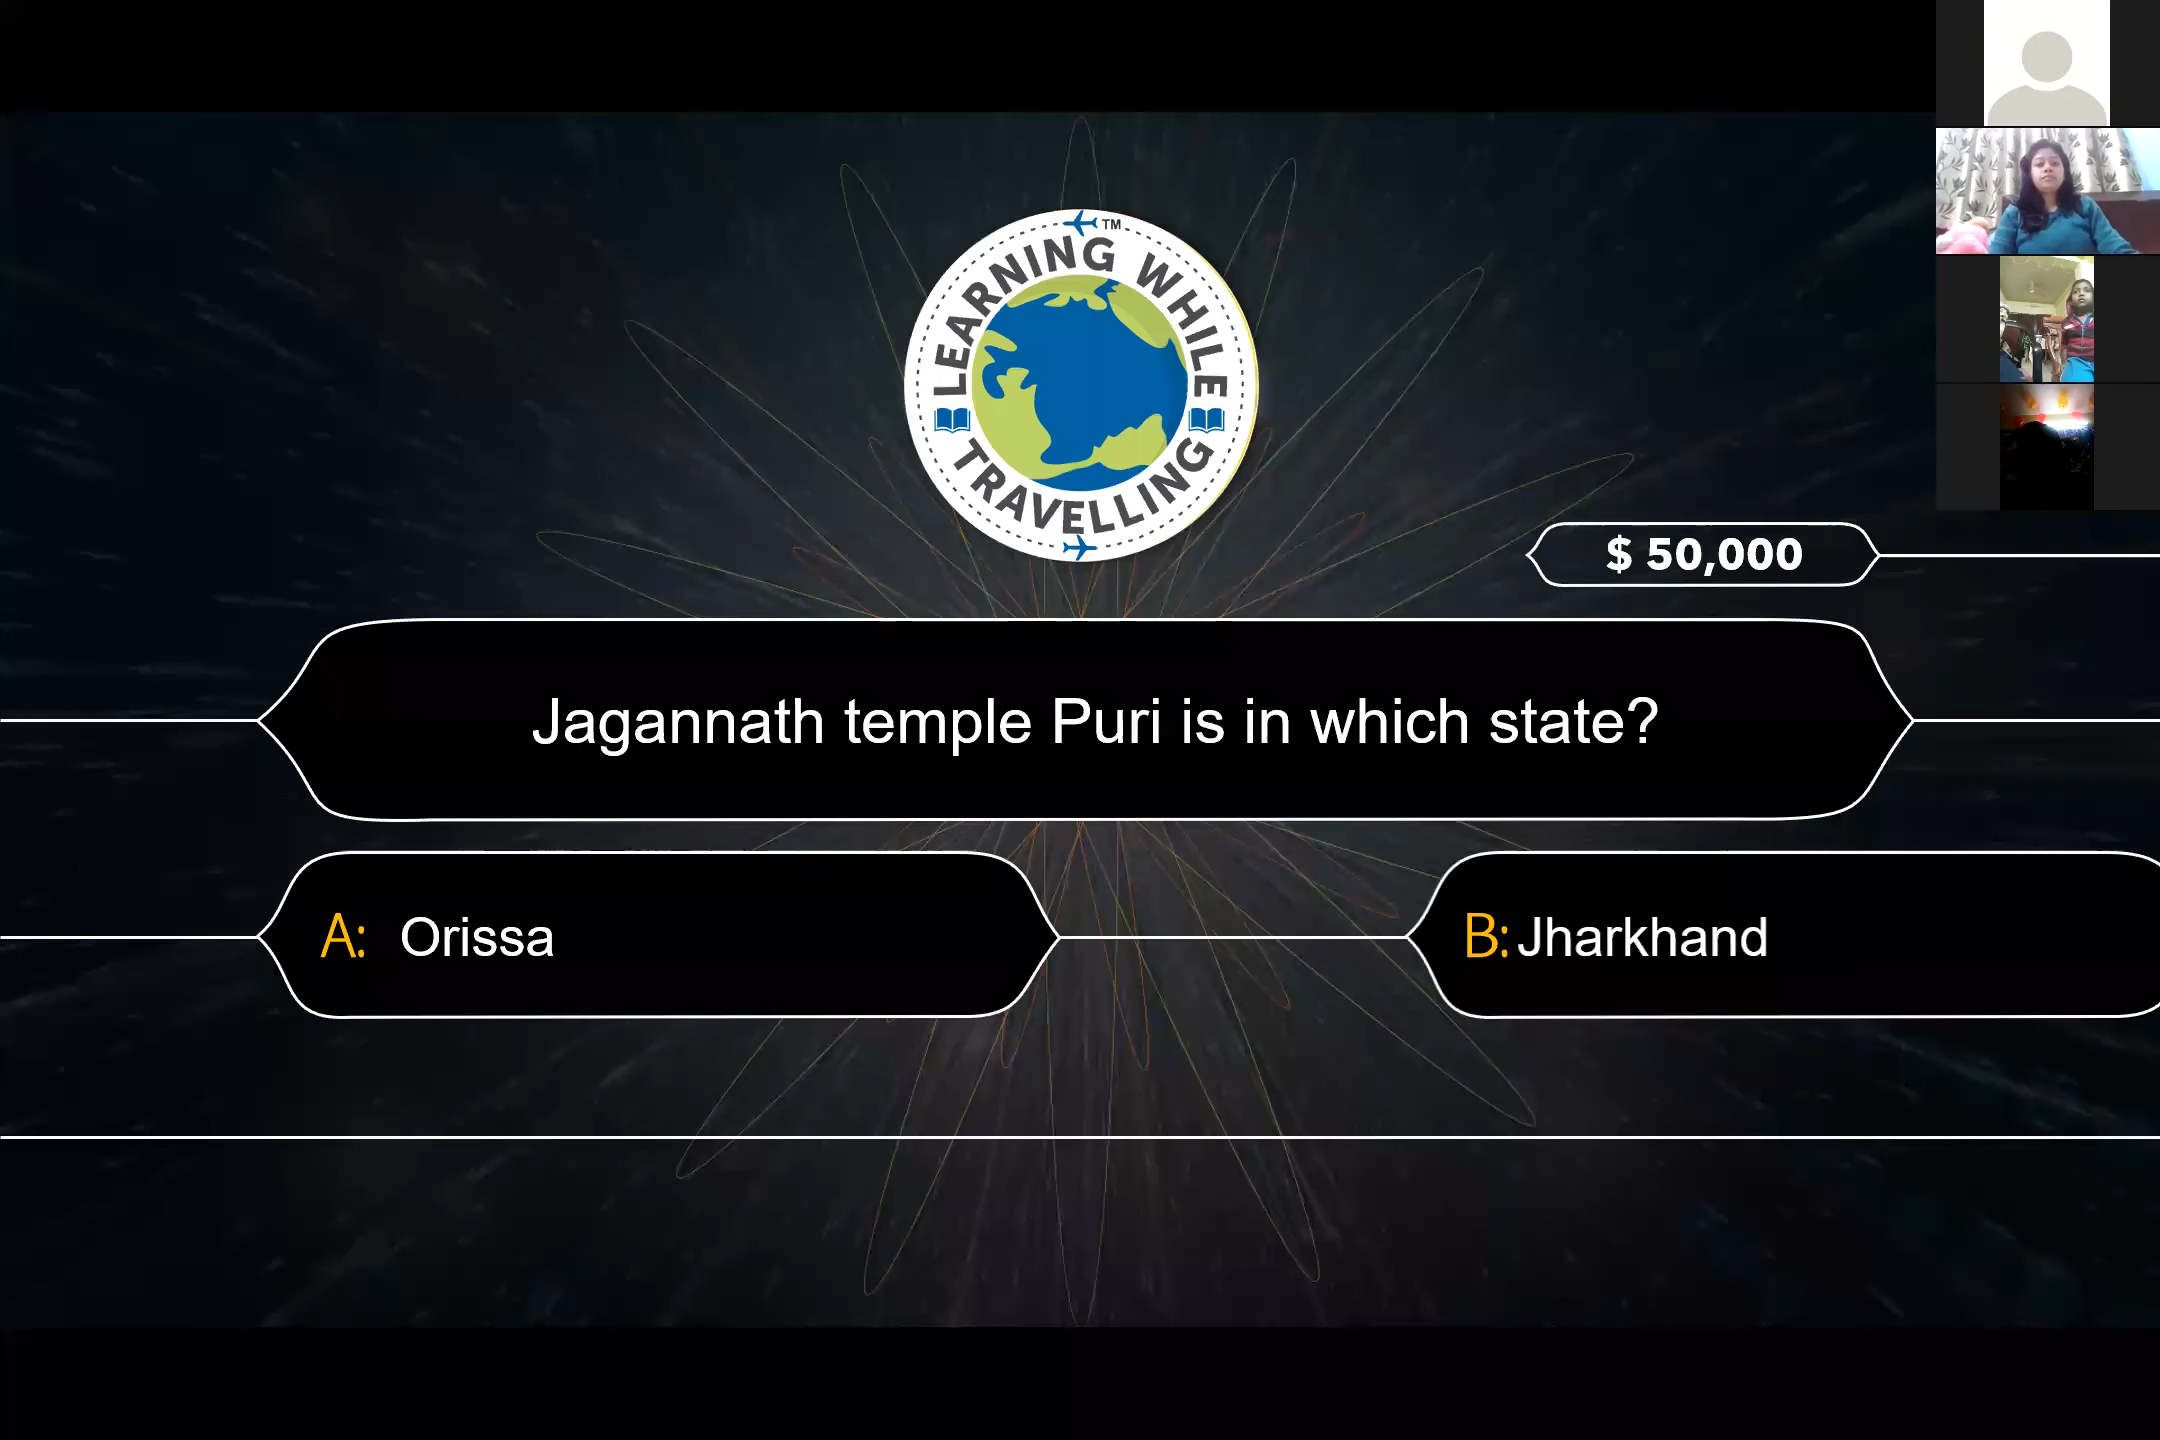 LEARNING WHILE
TM
TRAVELLING
$ 50,000
Jagannath temple Puri is in which state?
A: Orissa
B: Jharkhand